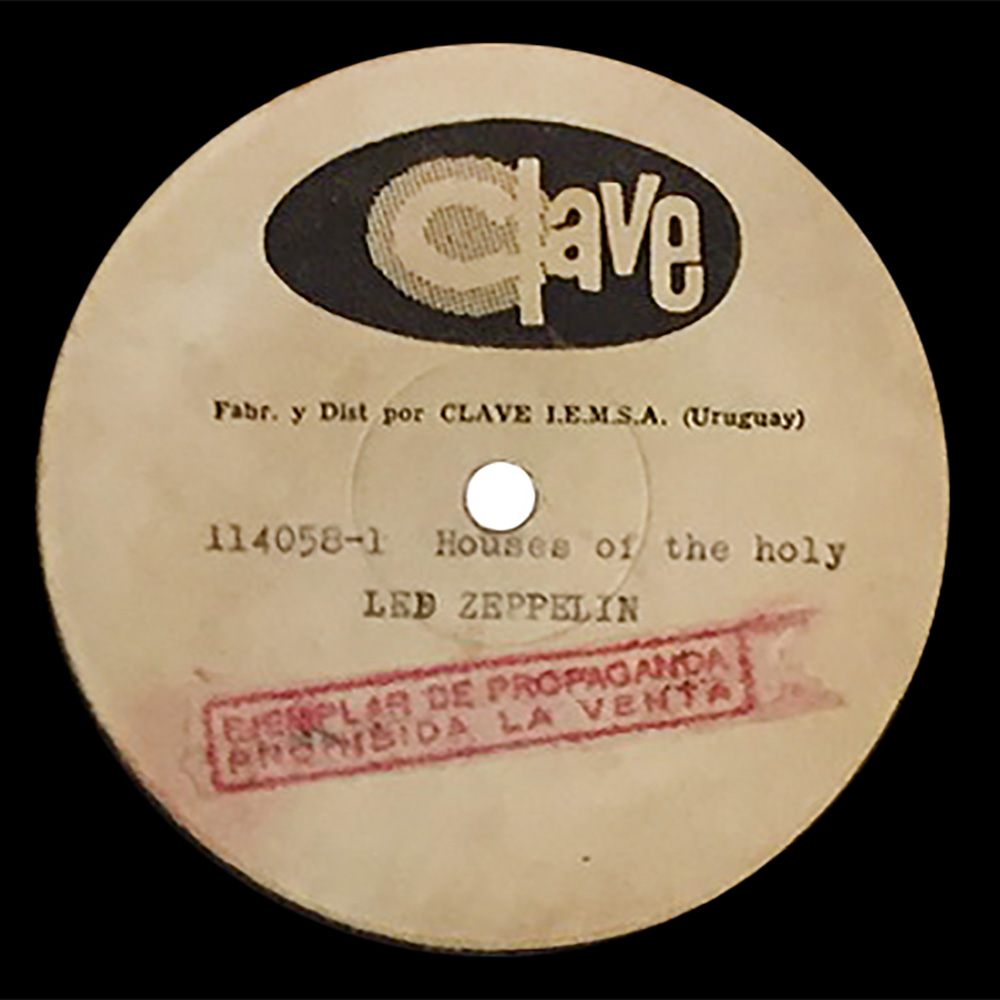 Clave
Fabr. y Dist por CLAVE I.E.M.S.A. (Uruguay)
114058-1 Houses of the holy
LED ZEPPELIN
EJEMPLAR DE PROPAGANDA
PROHIBIDA LA VENTA